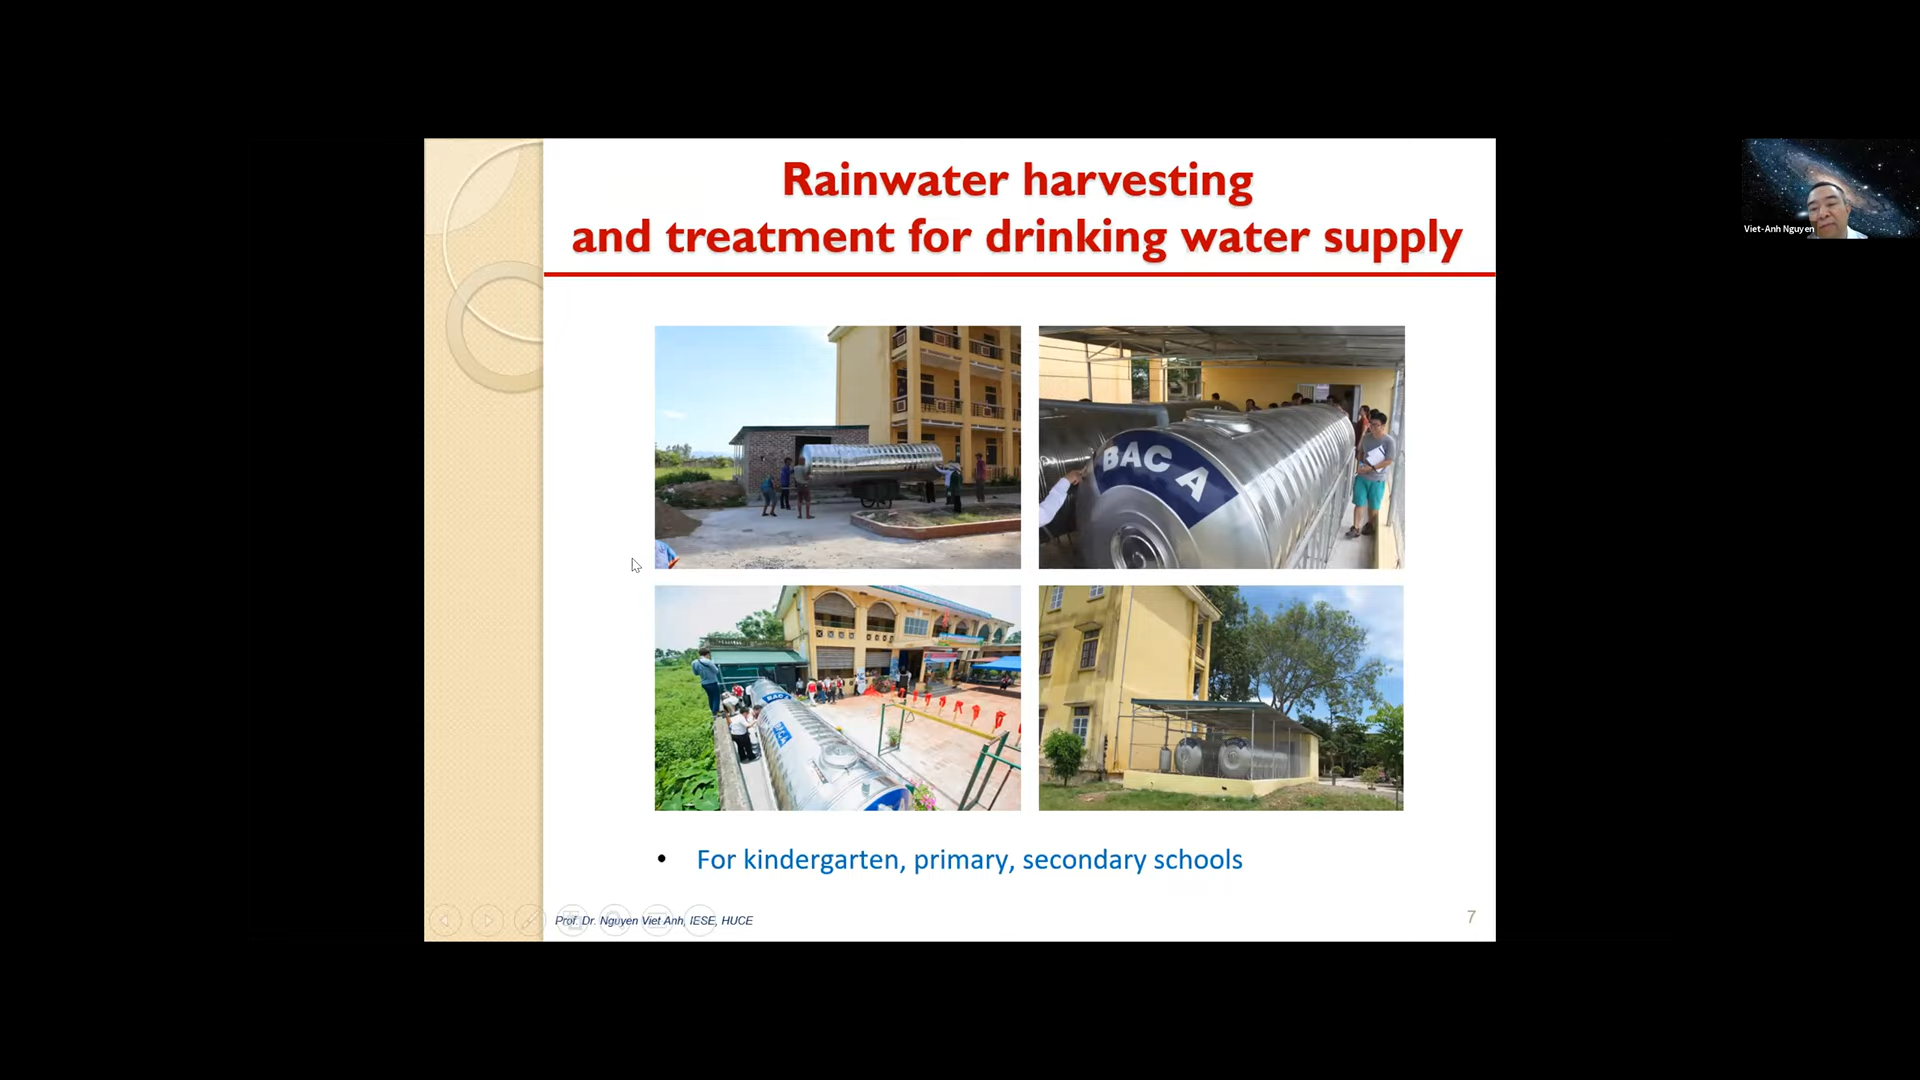 Rainwater harvesting
and treatment for drinking water supply
Viet-Anh Nguyen
BAC A
BAC A
• For kindergarten, primary, secondary schools
Prof. Dr. Nguyen Viet Anh, IESE, HUCE
7